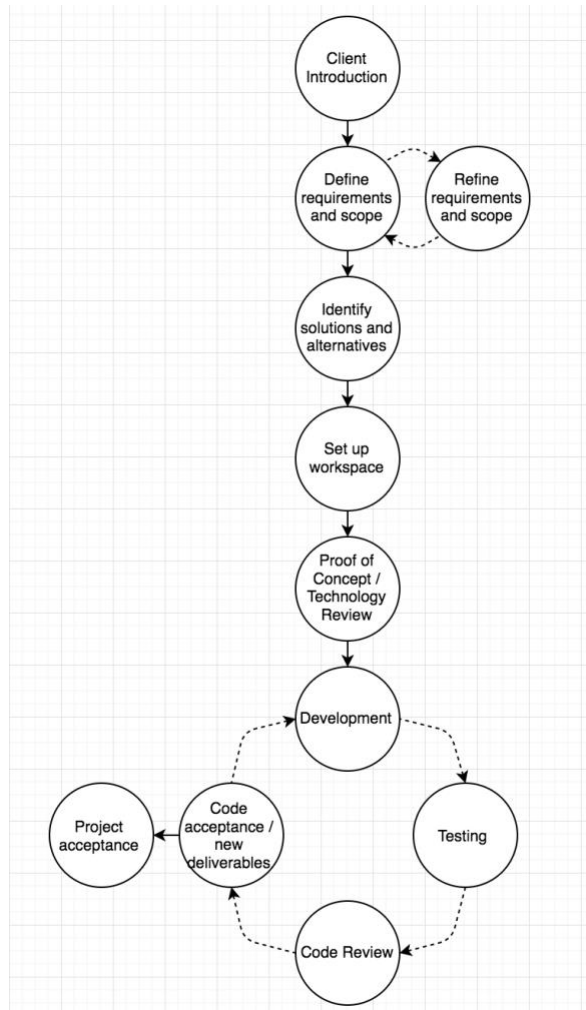 Client
Introduction
Define
requirements
and scope
Refine
requirements
and scope
Identify
solutions and
alternatives
Set up
workspace
Proof of
Concept /
Technology
Review
Development
Project
acceptance
Code
acceptance /
new
deliverables
Testing
Code Review